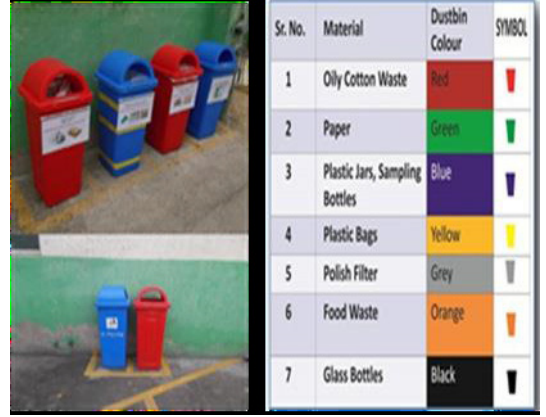 Sr. No. Material Dustbin Colour SYMBOL
1 Oily Cotton Waste Red
2 Paper Green
3 Plastic Jars, Sampling Bottles Blue
4 Plastic Bags Yellow
5 Polish Filter Grey
6 Food Waste Orange
7 Glass Bottles Black